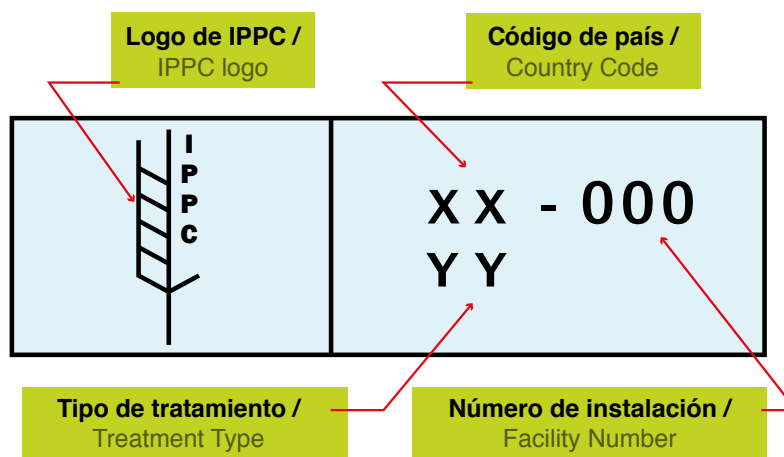 Logo de IPPC /
IPPC logo
Código de país /
Country Code
I
P
P
C
XX - 000
YY
Tipo de tratamiento /
Treatment Type
Número de instalación /
Facility Number